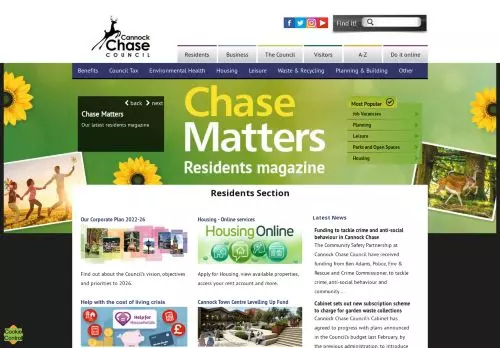 Cannock
Chase
COUNCIL
Find it!
Residents
Business
The Council
Visitors
A-Z
Do it online
Benefits
Council Tax
Environmental Health
Housing
Leisure
Waste & Recycling
Planning & Building
Other
back
next
Chase Matters
Our latest residents magazine
Chase
Matters
Residents magazine
Most Popular
Job Vacancies
Planning
Leisure
Parks and Open Spaces
Housing
Residents Section
Our Corporate Plan 2022-26
Find out about the Council's vision, objectives
and priorities to 2026.
Housing - Online services
Housing Online
Apply for Housing, view available properties,
access your rent account and more.
Latest News
Funding to tackle crime and anti-social
behaviour in Cannock Chase
The Community Safety Partnership at
Cannock Chase Council have received
funding from Ben Adams, Police, Fire &
Rescue and Crime Commissioner, to tackle
crime, anti-social behaviour and
community...
Cabinet sets out new subscription scheme
to charge for garden waste collections
Cannock Chase Council's Cabinet has
agreed to progress with plans announced
in the Council's budget last February, by
the previous administration, to introduce
Help with the cost of living crisis
Help for
Households
Cannock Town Centre Levelling Up Fund
Cookie
Control